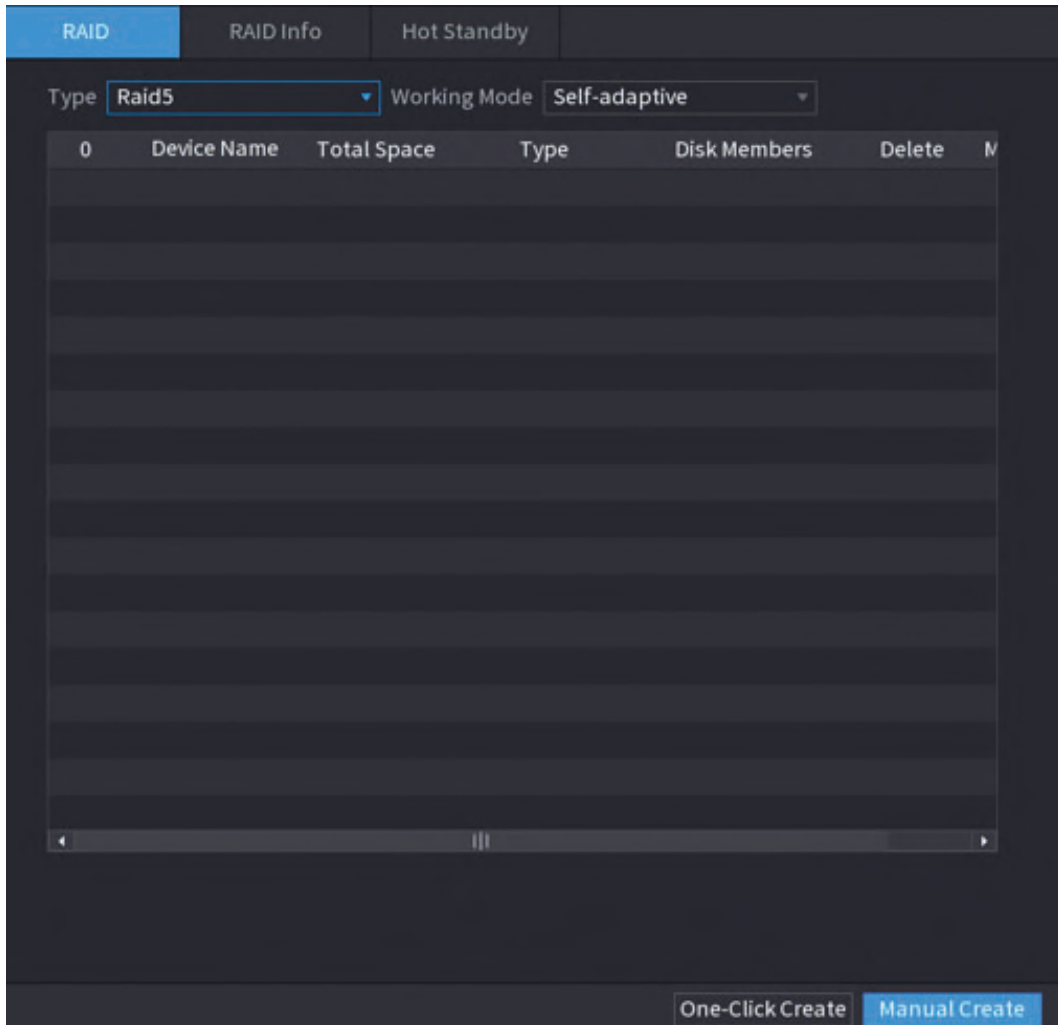 RAID RAID Info Hot Standby
Type Raid5 Working Mode Self-adaptive
0 Device Name Total Space Type Disk Members Delete M
One-Click Create Manual Create